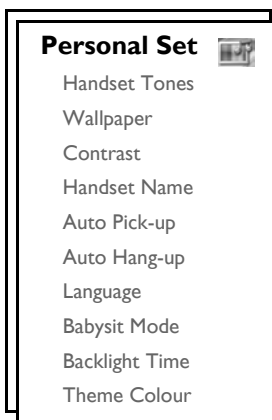 Personal Set
Handset Tones
Wallpaper
Contrast
Handset Name
Auto Pick-up
Auto Hang-up
Language
Babysit Mode
Backlight Time
Theme Colour